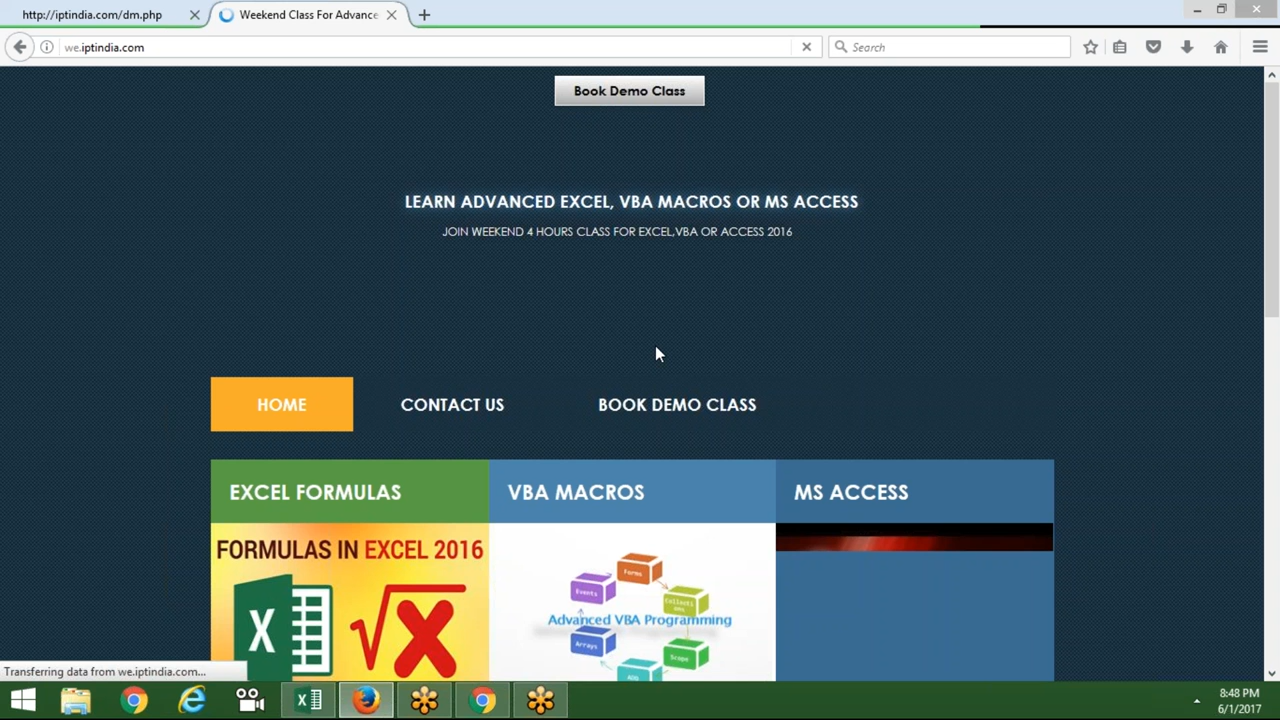 http://iptindia.com/dm.php
Weekend Class For Advance
we.iptindia.com
Search
Book Demo Class
LEARN ADVANCED EXCEL, VBA MACROS OR MS ACCESS
JOIN WEEKEND 4 HOURS CLASS FOR EXCEL,VBA OR ACCESS 2016
HOME
CONTACT US
BOOK DEMO CLASS
EXCEL FORMULAS
VBA MACROS
MS ACCESS
FORMULAS IN EXCEL 2016
X
Forms
Events
Collecti
ons
Advanced VBA Programming
Arrays
Scope
Transferring data from we.iptindia.com...
8:48 PM
6/1/2017